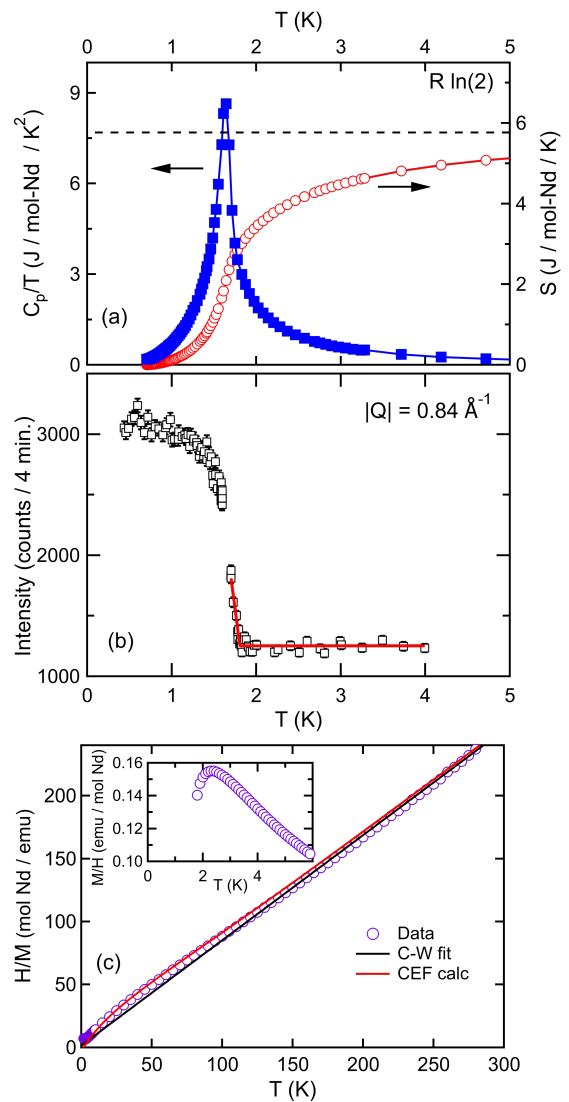 T (K)
0 1 2 3 4 5
R ln(2)
9
6
3
0
C_p/T (J / mol-Nd / K²)
7
6
4
2
0
S (J / mol-Nd / K)
(a)
|Q| = 0.84 Å⁻¹
3000
2000
1000
Intensity (counts / 4 min.)
(b)
0 1 2 3 4 5
T (K)
200
150
100
50
0
H/M (mol Nd / emu)
0.16
0.14
0.12
0.10
M/H (emu / mol Nd)
0 2 4
T (K)
Data
C-W fit
CEF calc
(c)
0 50 100 150 200 250 300
T (K)